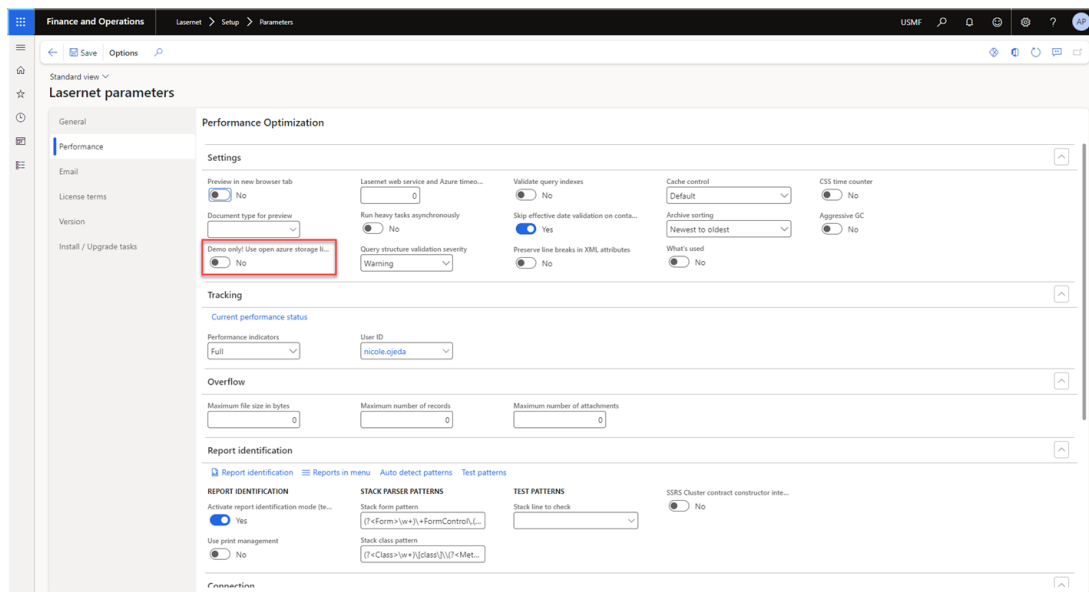 Finance and Operations
Lasernet > Setup > Parameters
USMF
?
AP
Save
Options
Standard view
Lasernet parameters
General
Performance
Email
License terms
Version
Install / Upgrade tasks
Performance Optimization
Settings
Preview in new browser tab
No
Document type for preview
Demo only! Use open azure storage li...
No
Lasernet web service and Azure timeo...
0
Run heavy tasks asynchronously
No
Query structure validation severity
Warning
Validate query indexes
No
Skip effective date validation on conta...
Yes
Preserve line breaks in XML attributes
No
Cache control
Default
Archive sorting
Newest to oldest
What's used
No
CSS time counter
No
Aggressive GC
No
Tracking
Current performance status
Performance indicators
Full
User ID
nicole.ojeda
Overflow
Maximum file size in bytes
0
Maximum number of records
0
Maximum number of attachments
0
Report identification
Report identification
Reports in menu
Auto detect patterns
Test patterns
REPORT IDENTIFICATION
Activate report identification mode (te...
Yes
Use print management
No
STACK PARSER PATTERNS
Stack form pattern
(?<Form>\w+)\+FormControl\,(...
Stack class pattern
(?<Class>\w+)\[class\]\\(?<Met...
TEST PATTERNS
Stack line to check
SSRS Cluster contract constructor inte...
No
Connection